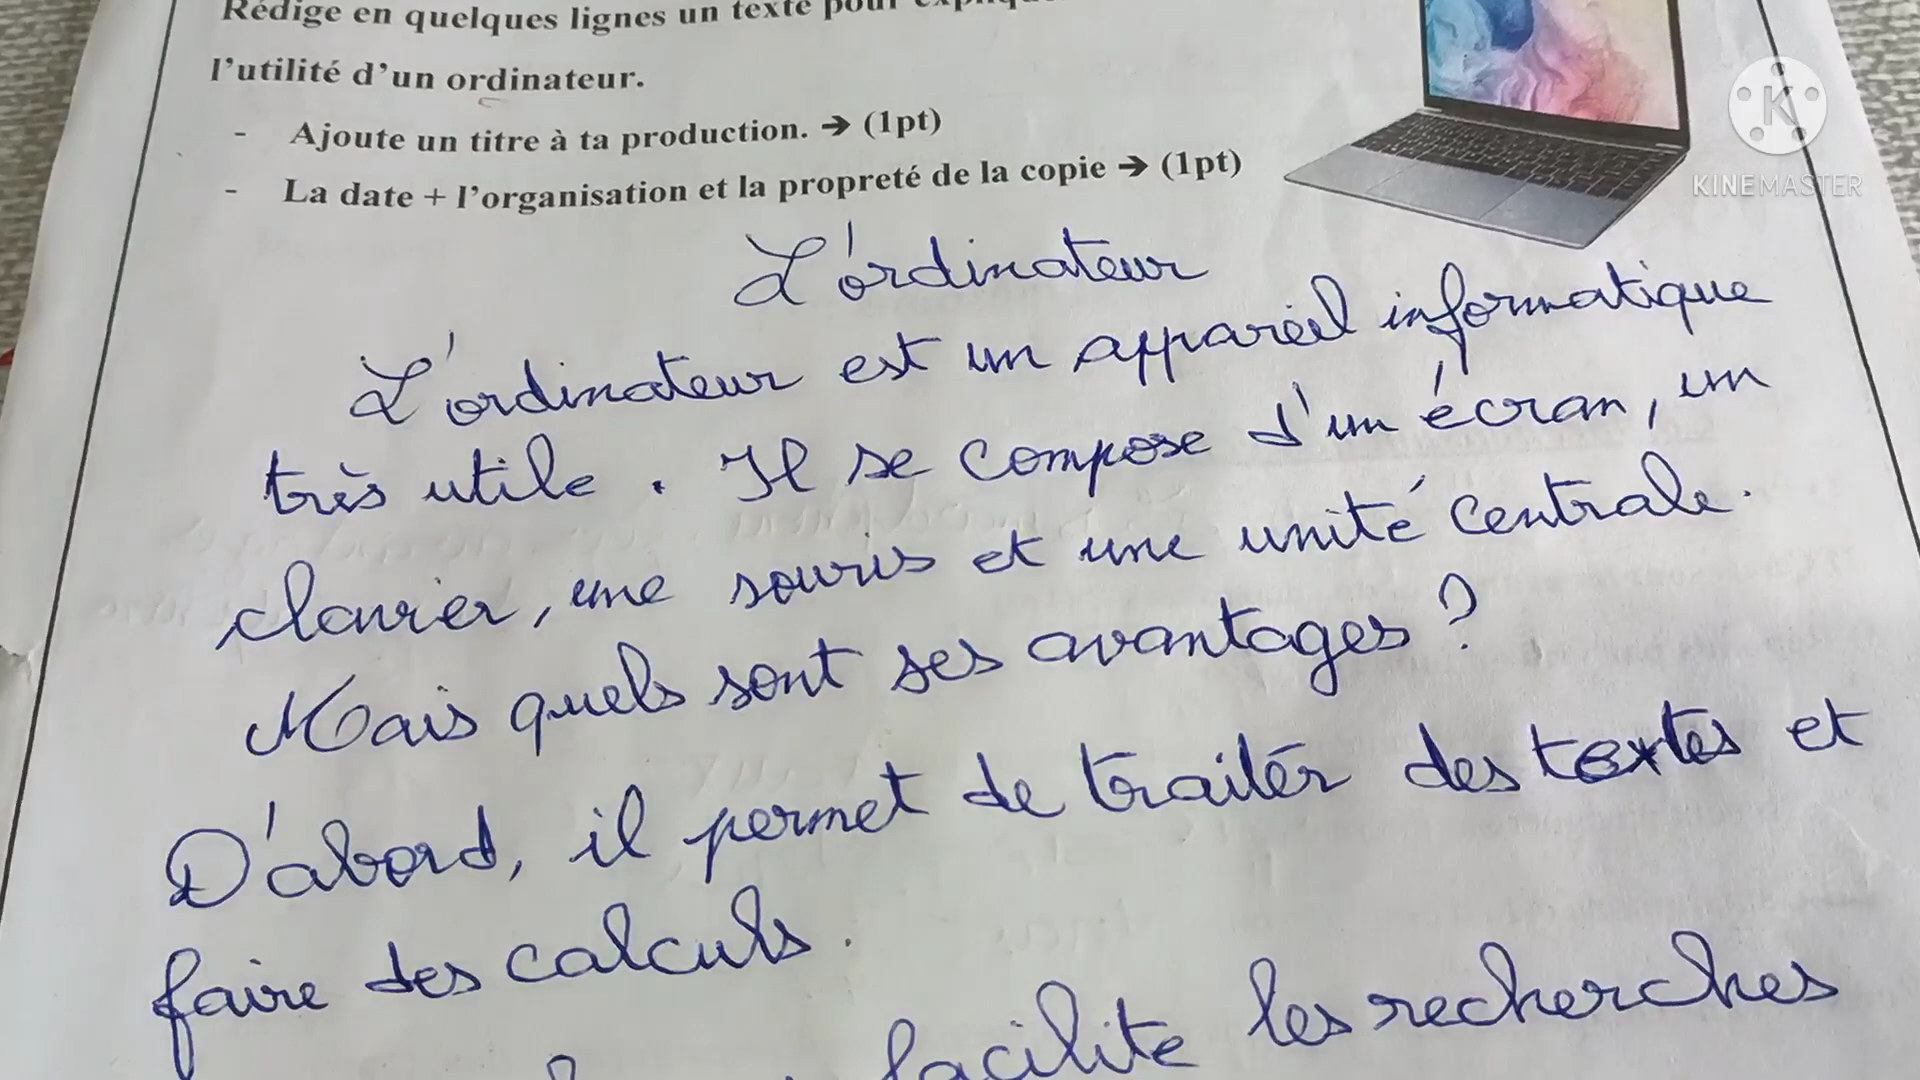 Rédige en quelques lignes un texte pour
l'utilité d'un ordinateur.
- Ajoute un titre à ta production. → (1pt)
- La date + l'organisation et la propreté de la copie → (1pt)
K
KINEMASTER
L'ordinateur
L'ordinateur est un appareil informatique
très utile. Il se compose d'un écran, un
clavier, une souris et une unité centrale.
Mais quels sont ses avantages ?
D'abord, il permet de traiter des textes et
faire des calculs.
facilite les recherches